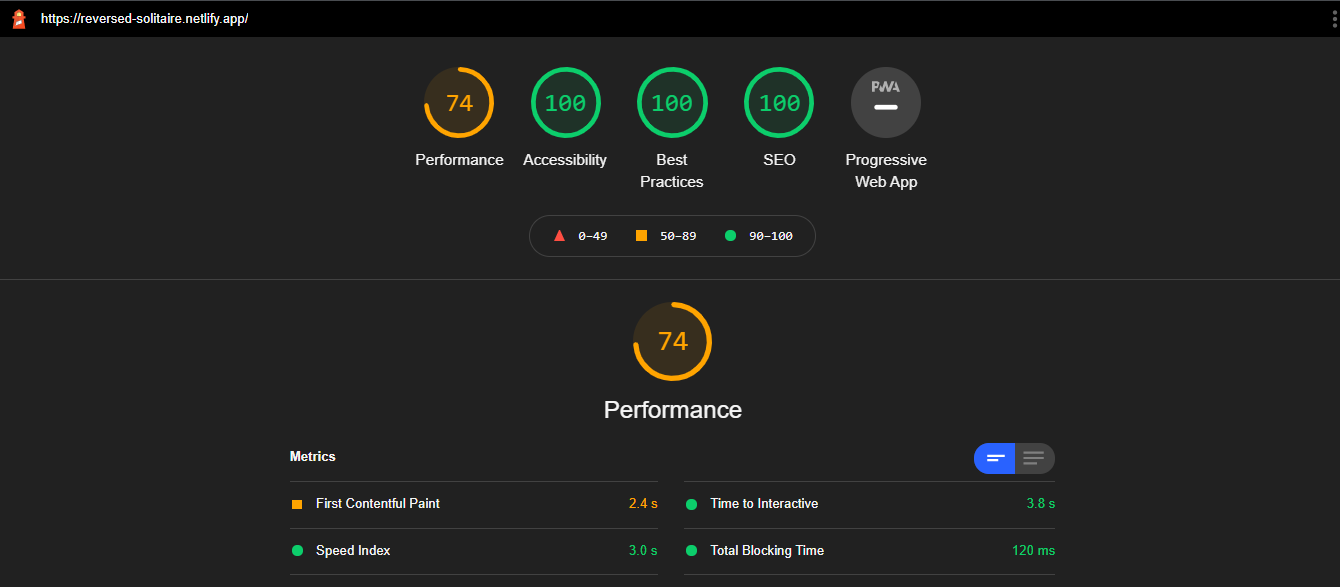 https://reversed-solitaire.netlify.app/
74
100
100
100
PWA
Performance
Accessibility
Best
Practices
SEO
Progressive
Web App
0–49
50–89
90–100
74
Performance
Metrics
First Contentful Paint 2.4 s
Time to Interactive 3.8 s
Speed Index 3.0 s
Total Blocking Time 120 ms